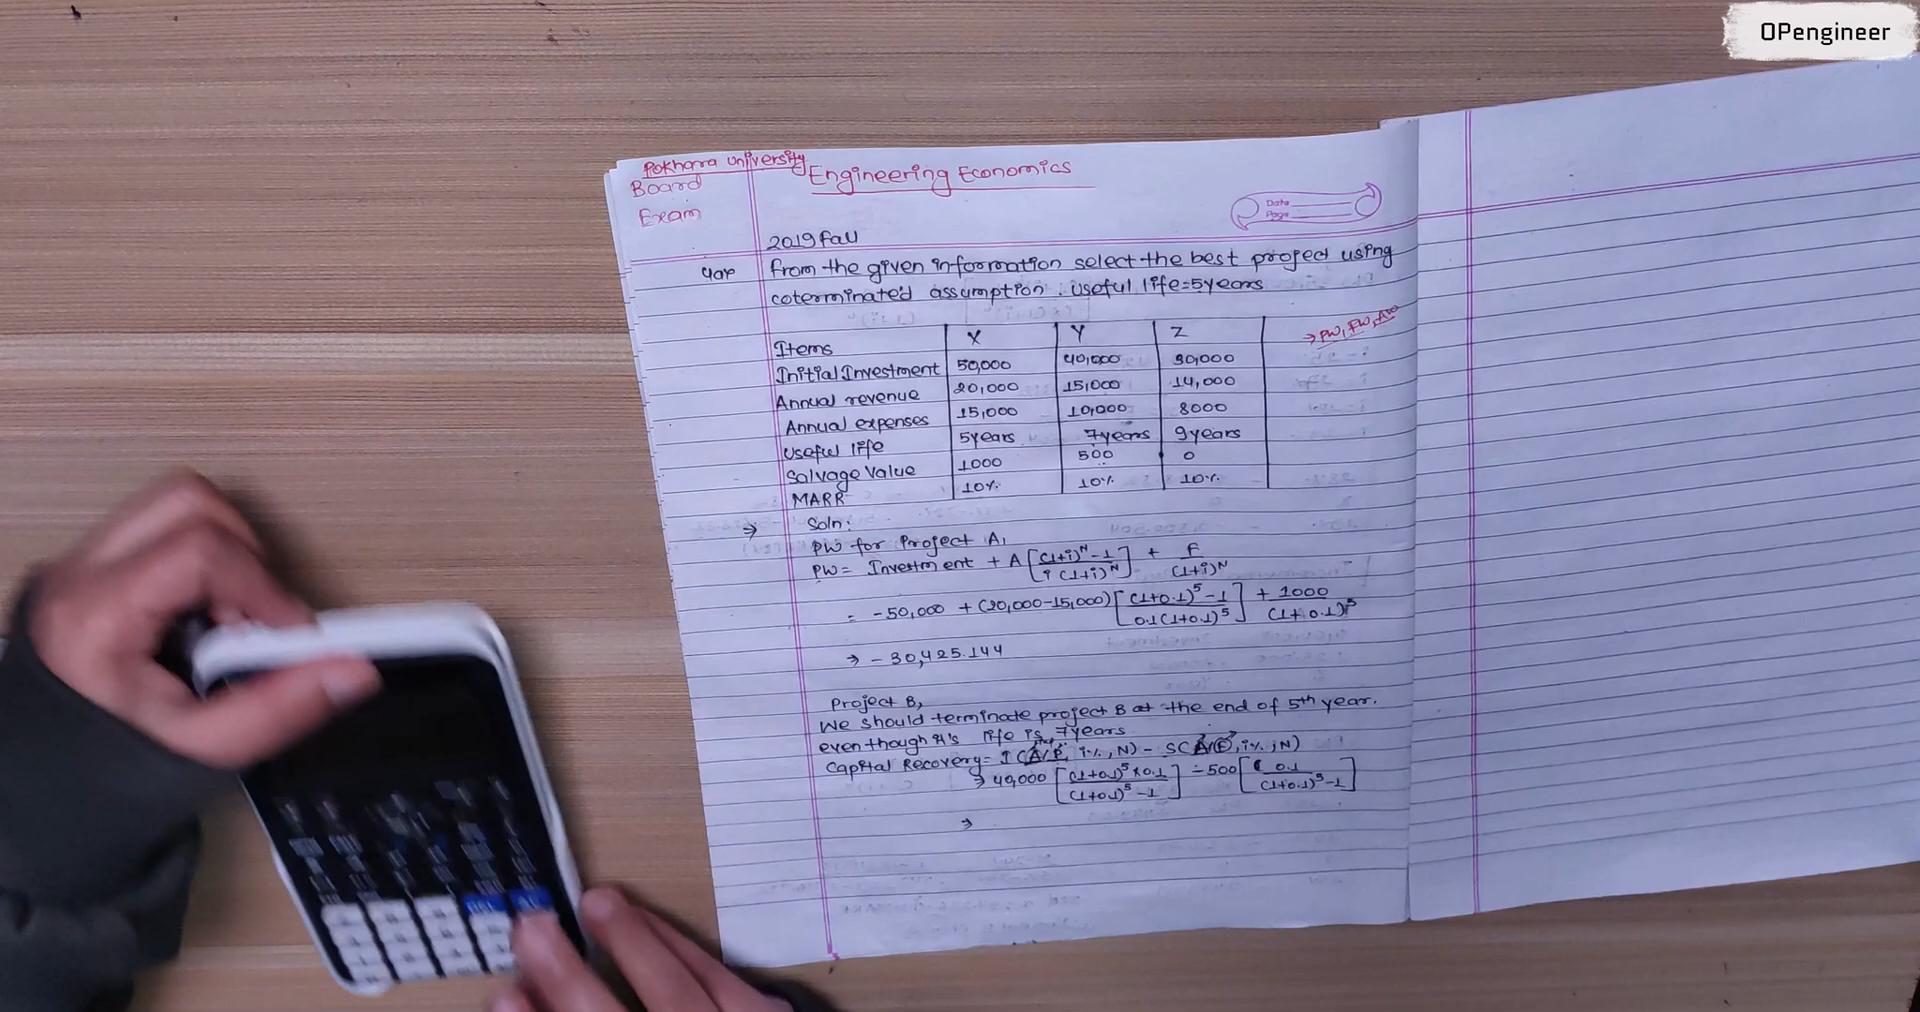 OPengineer
Pokhara University
Board
Exam
Engineering Economics
Date
Page
2019 Fall
from the given information select the best project using
coterminated assumption. useful life=5years
Items X Y Z
→PW, FW, AW
Initial Investment 50,000 40,000 30,000
Annual revenue 20,000 15,000 14,000
Annual expenses 15,000 10,000 8000
Useful life 5years 7years 9years
Salvage Value 1000 500 0
MARR 10% 10% 10%
⇒ Soln:
PW for Project A,
PW= Investment + A[(1+i)^N-1 / i(1+i)^N] + F/(1+i)^N
= -50,000 + (20,000-15,000)[(1+0.1)^5-1 / 0.1(1+0.1)^5] + 1000/(1+0.1)^5
→ -30,425.144
Project B,
We should terminate project B at the end of 5th year.
even though it's life is 7years
Capital Recovery= I(A/P, i%, N) - S(A/F, i%, N)
→ 40,000 [(1+0.1)^5×0.1 / (1+0.1)^5-1] - 500[0.1 / (1+0.1)^5-1]
→